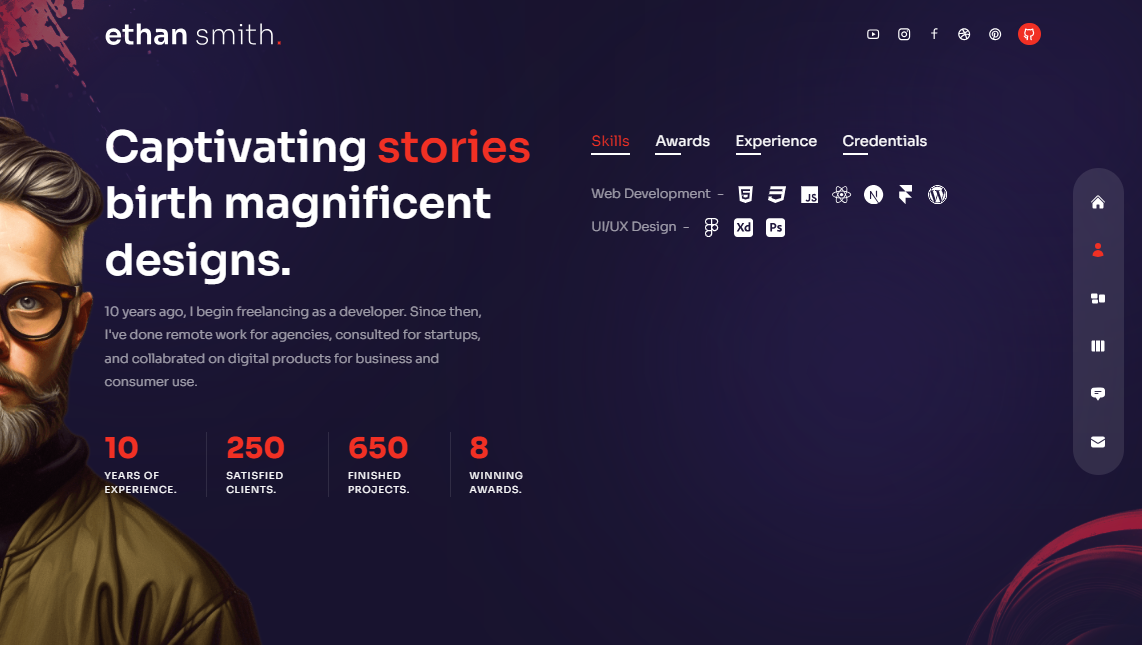 ethan smith.
Captivating stories
birth magnificent
designs.
10 years ago, I begin freelancing as a developer. Since then,
I've done remote work for agencies, consulted for startups,
and collabrated on digital products for business and
consumer use.
10
YEARS OF
EXPERIENCE.
250
SATISFIED
CLIENTS.
650
FINISHED
PROJECTS.
8
WINNING
AWARDS.
Skills Awards Experience Credentials
Web Development - JS N
UI/UX Design - Xd Ps